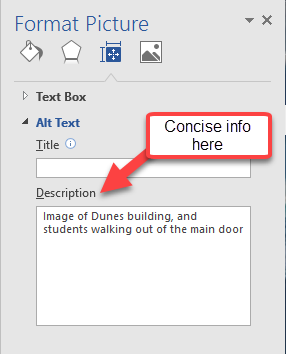 Format Picture
Text Box
Alt Text
Title
Concise info
here
Description
Image of Dunes building, and
students walking out of the main door